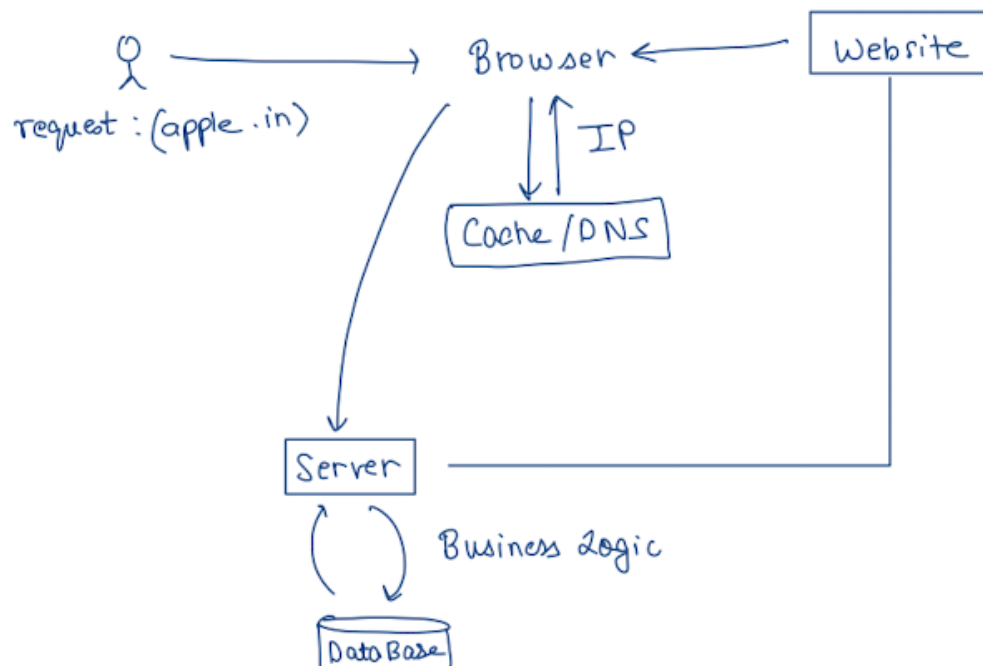 Browser
Website
request : (apple.in)
IP
Cache/DNS
Server
Business Logic
DataBase